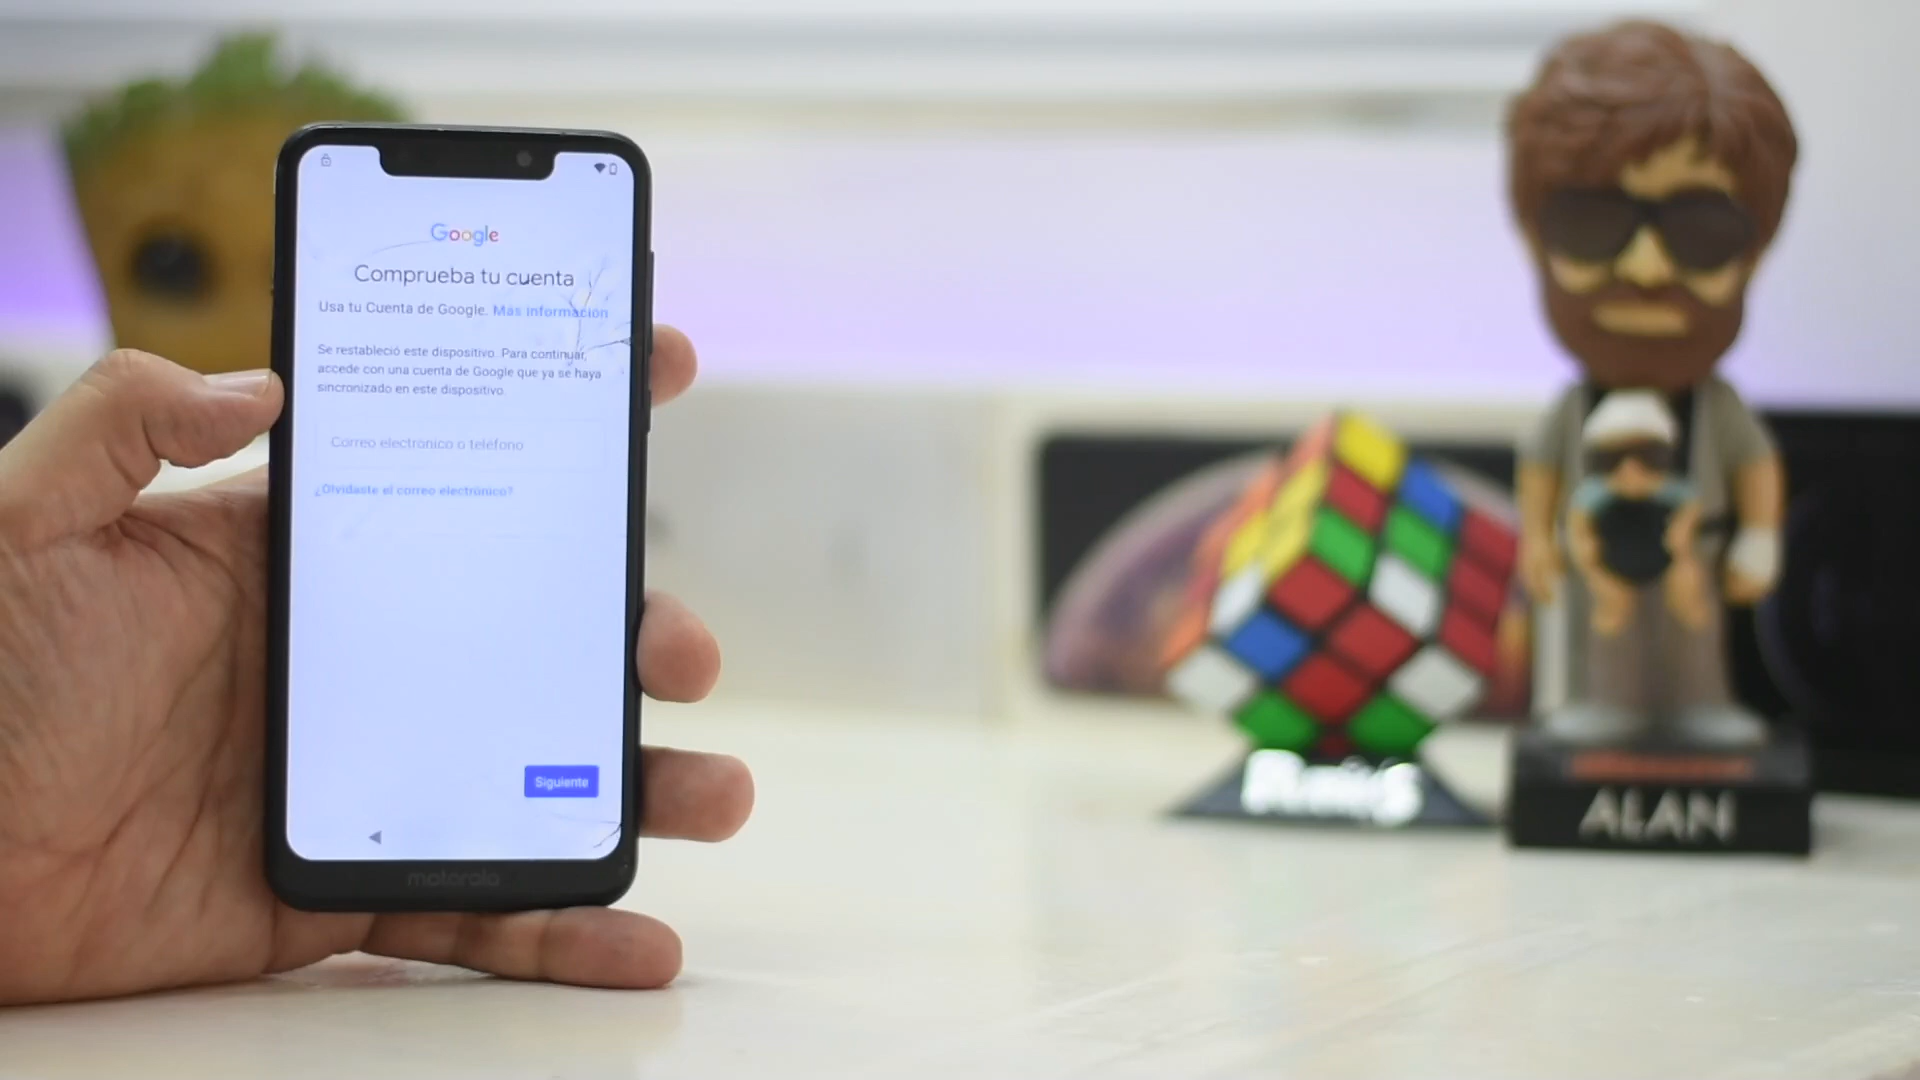 Google
Comprueba tu cuenta
Usa tu Cuenta de Google. Más información
Se restableció este dispositivo. Para continuar,
accede con una cuenta de Google que ya se haya
sincronizado en este dispositivo.
Correo electrónico o teléfono
¿Olvidaste el correo electrónico?
Siguiente
motorola
ALAN